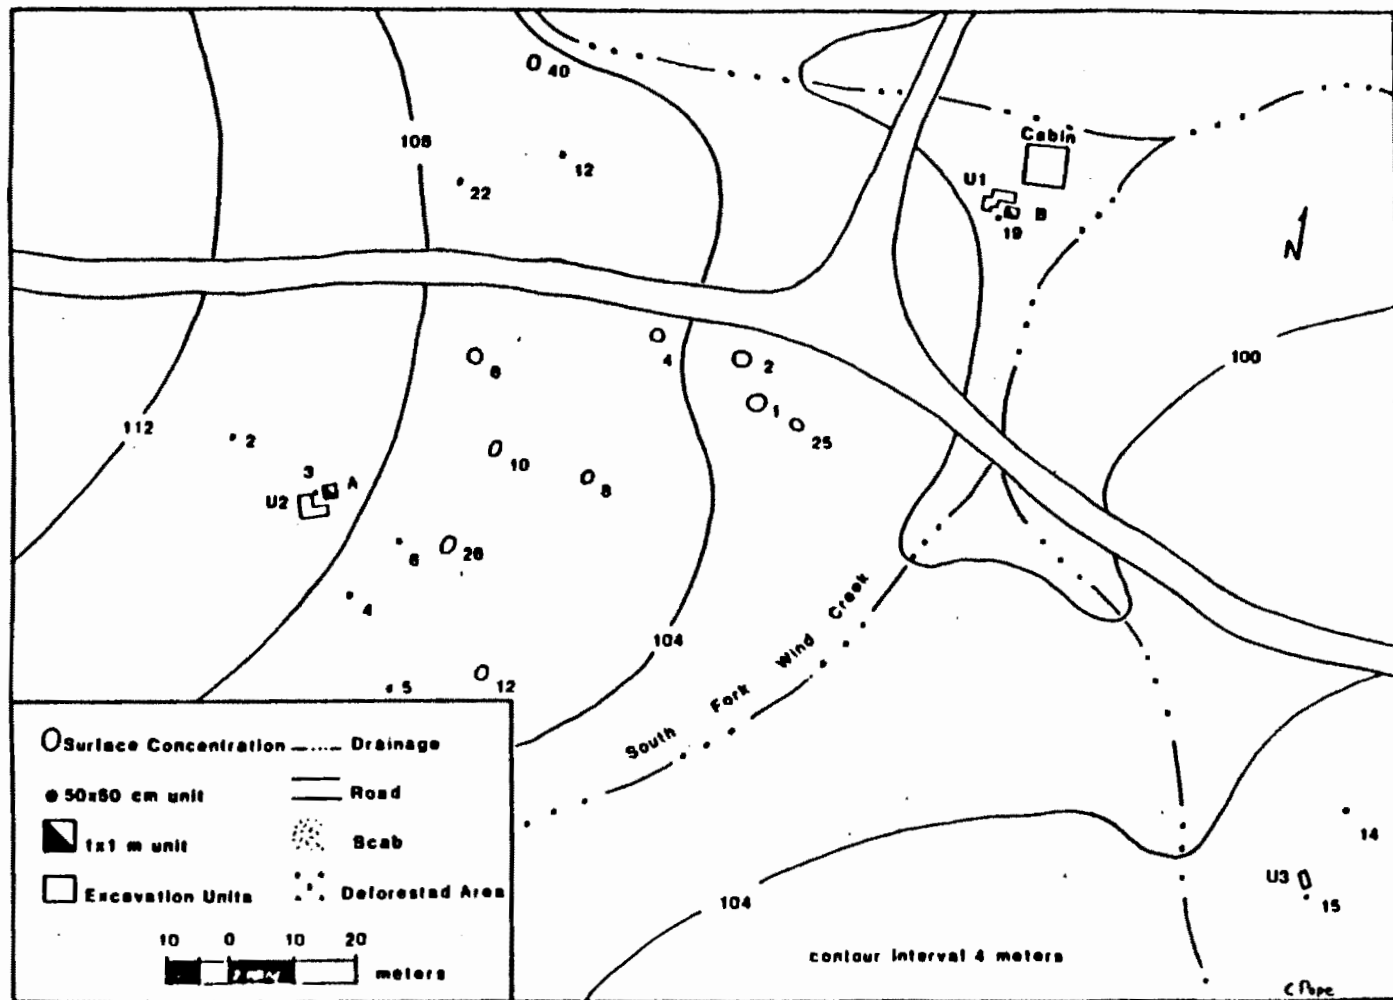 40
108
12
22
Cabin
U1
B
19
N
4
2
6
100
1
25
112
2
10
8
3
A
U2
6
26
4
104
5
12
South Fork Wind Creek
Surface Concentration
Drainage
50x50 cm unit
Road
1x1 m unit
Scab
Excavation Units
Deforested Area
10 0 10 20
meters
14
U3
15
104
contour interval 4 meters
C Pope